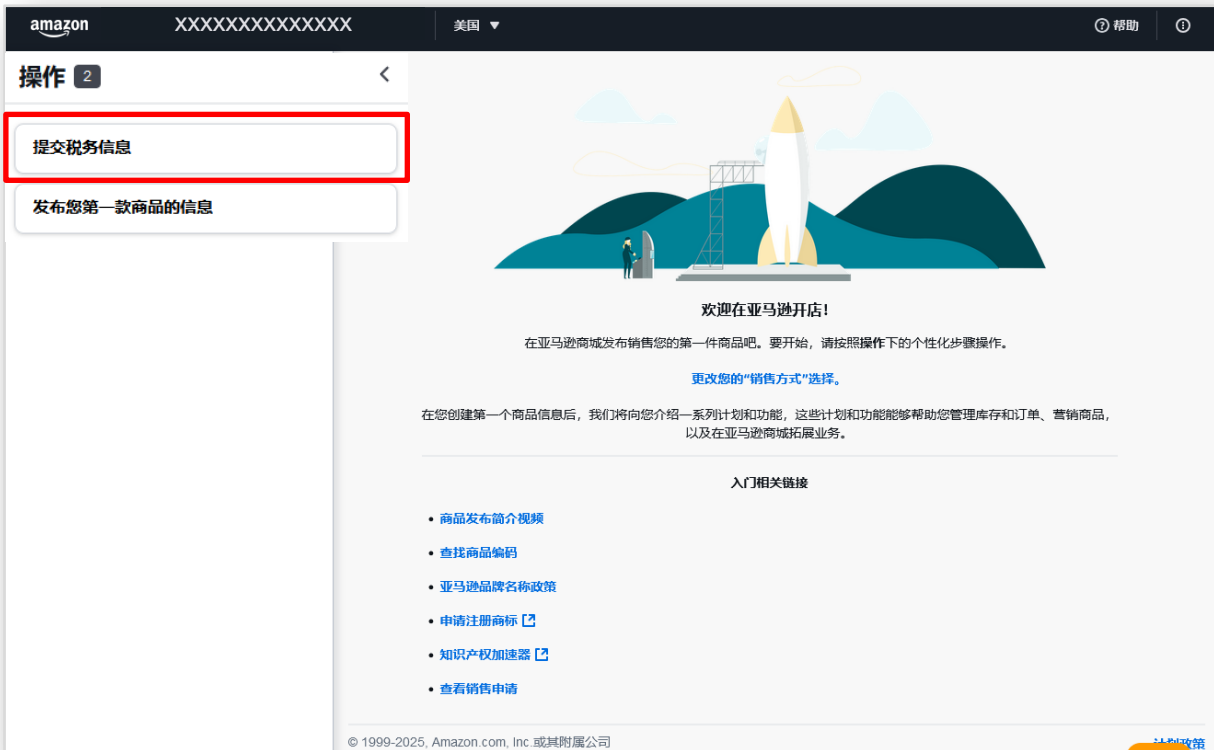 amazon
XXXXXXXXXXXXXX
美国 ▼
帮助
操作 2
提交税务信息
发布您第一款商品的信息
欢迎在亚马逊开店!
在亚马逊商城发布销售您的第一件商品吧。要开始,请按照操作下的个性化步骤操作。
更改您的“销售方式”选择。
在您创建第一个商品信息后,我们将向您介绍一系列计划和功能,这些计划和功能能够帮助您管理库存和订单、营销商品,
以及在亚马逊商城拓展业务。
入门相关链接
• 商品发布简介视频
• 查找商品编码
• 亚马逊品牌名称政策
• 申请注册商标
• 知识产权加速器
• 查看销售申请
© 1999-2025, Amazon.com, Inc.或其附属公司
计划政策